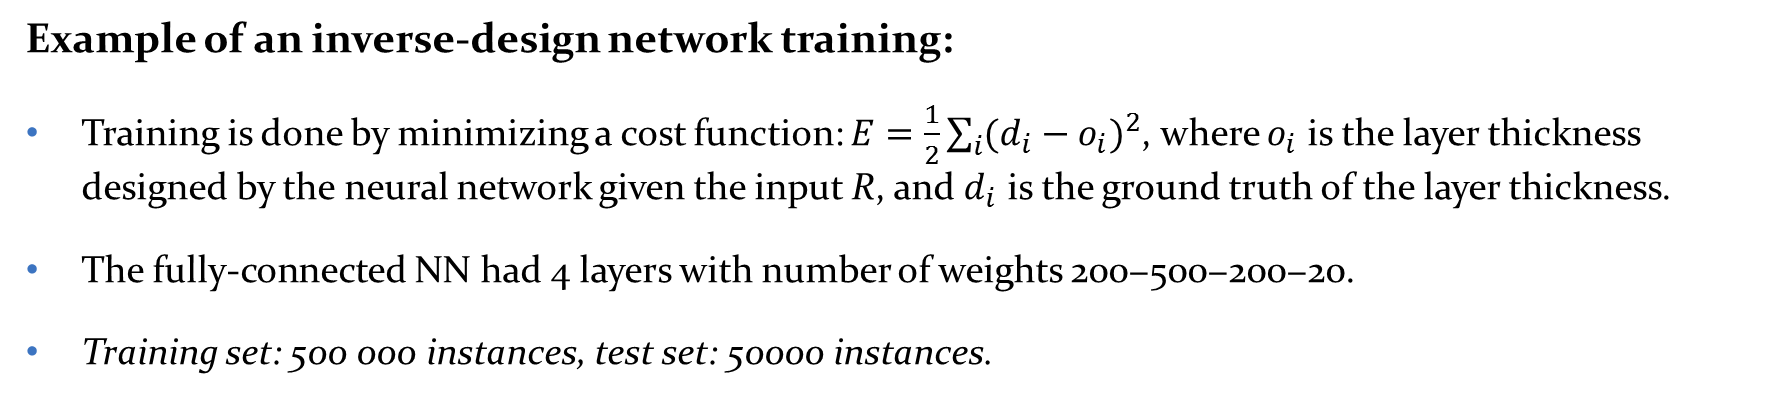 Example of an inverse-design network training:
• Training is done by minimizing a cost function: E = 1/2 ∑ᵢ(dᵢ − oᵢ)², where oᵢ is the layer thickness
designed by the neural network given the input R, and dᵢ is the ground truth of the layer thickness.
• The fully-connected NN had 4 layers with number of weights 200–500–200–20.
• Training set: 500 000 instances, test set: 50000 instances.